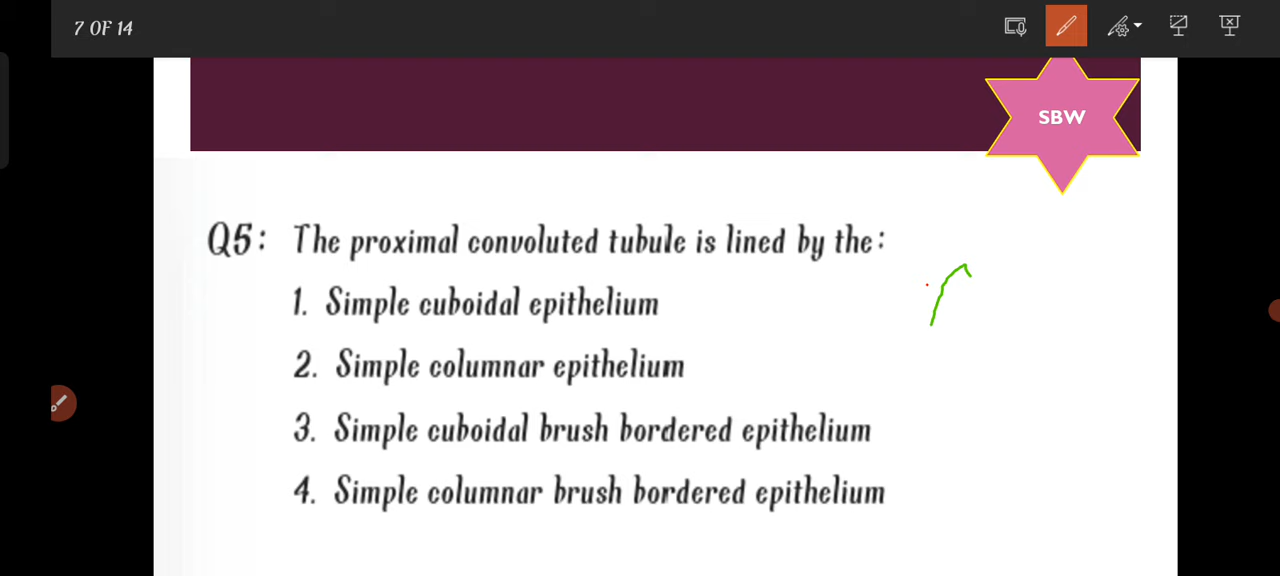 7 OF 14
SBW
Q5: The proximal convoluted tubule is lined by the:
1. Simple cuboidal epithelium
2. Simple columnar epithelium
3. Simple cuboidal brush bordered epithelium
4. Simple columnar brush bordered epithelium